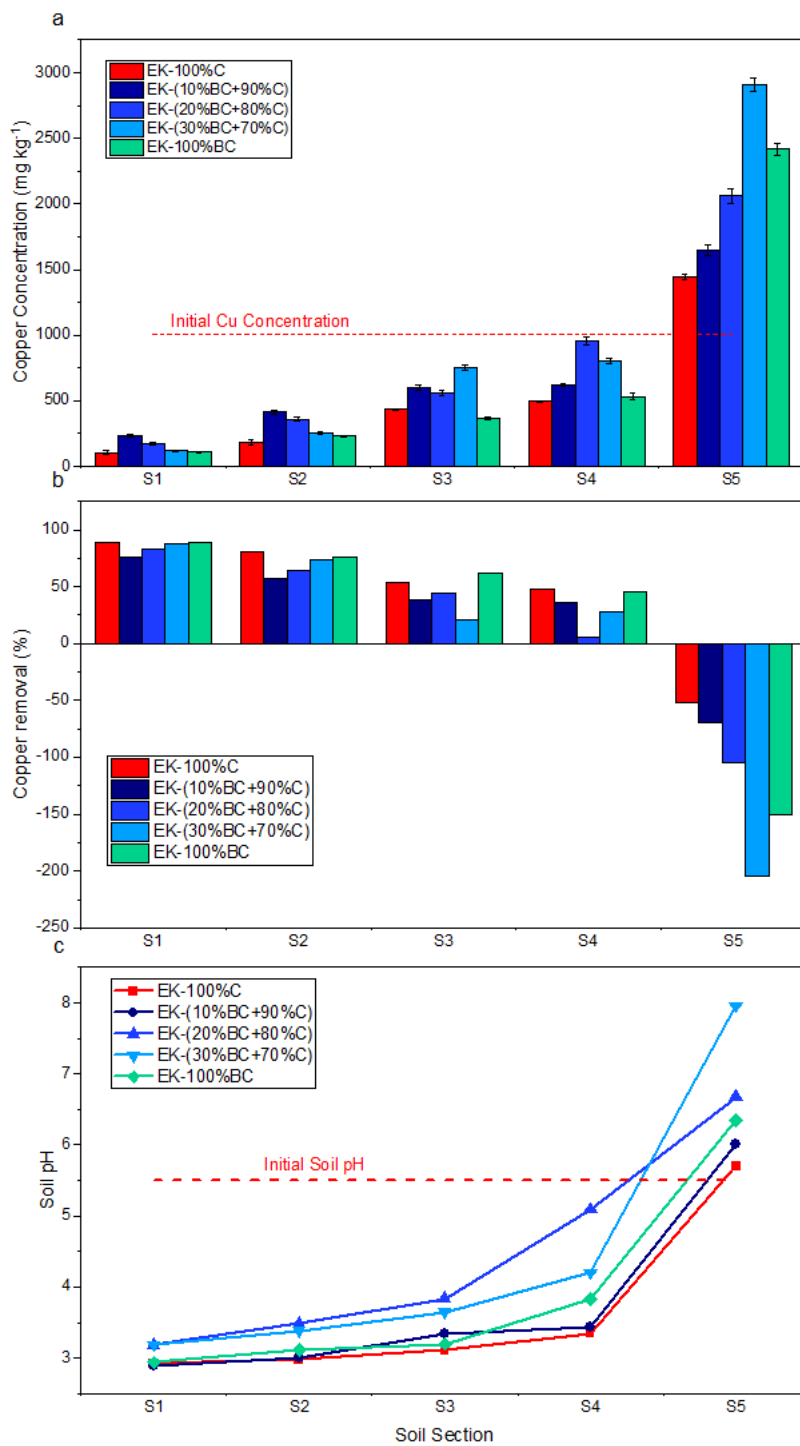 a
3000
2500
2000
1500
1000
500
0
Copper Concentration (mg kg⁻¹)
EK-100%C
EK-(10%BC+90%C)
EK-(20%BC+80%C)
EK-(30%BC+70%C)
EK-100%BC
Initial Cu Concentration
S1 S2 S3 S4 S5
b
100
50
0
-50
-100
-150
-200
-250
Copper removal (%)
EK-100%C
EK-(10%BC+90%C)
EK-(20%BC+80%C)
EK-(30%BC+70%C)
EK-100%BC
S1 S2 S3 S4 S5
c
8
7
6
5
4
3
Soil pH
EK-100%C
EK-(10%BC+90%C)
EK-(20%BC+80%C)
EK-(30%BC+70%C)
EK-100%BC
Initial Soil pH
S1 S2 S3 S4 S5
Soil Section